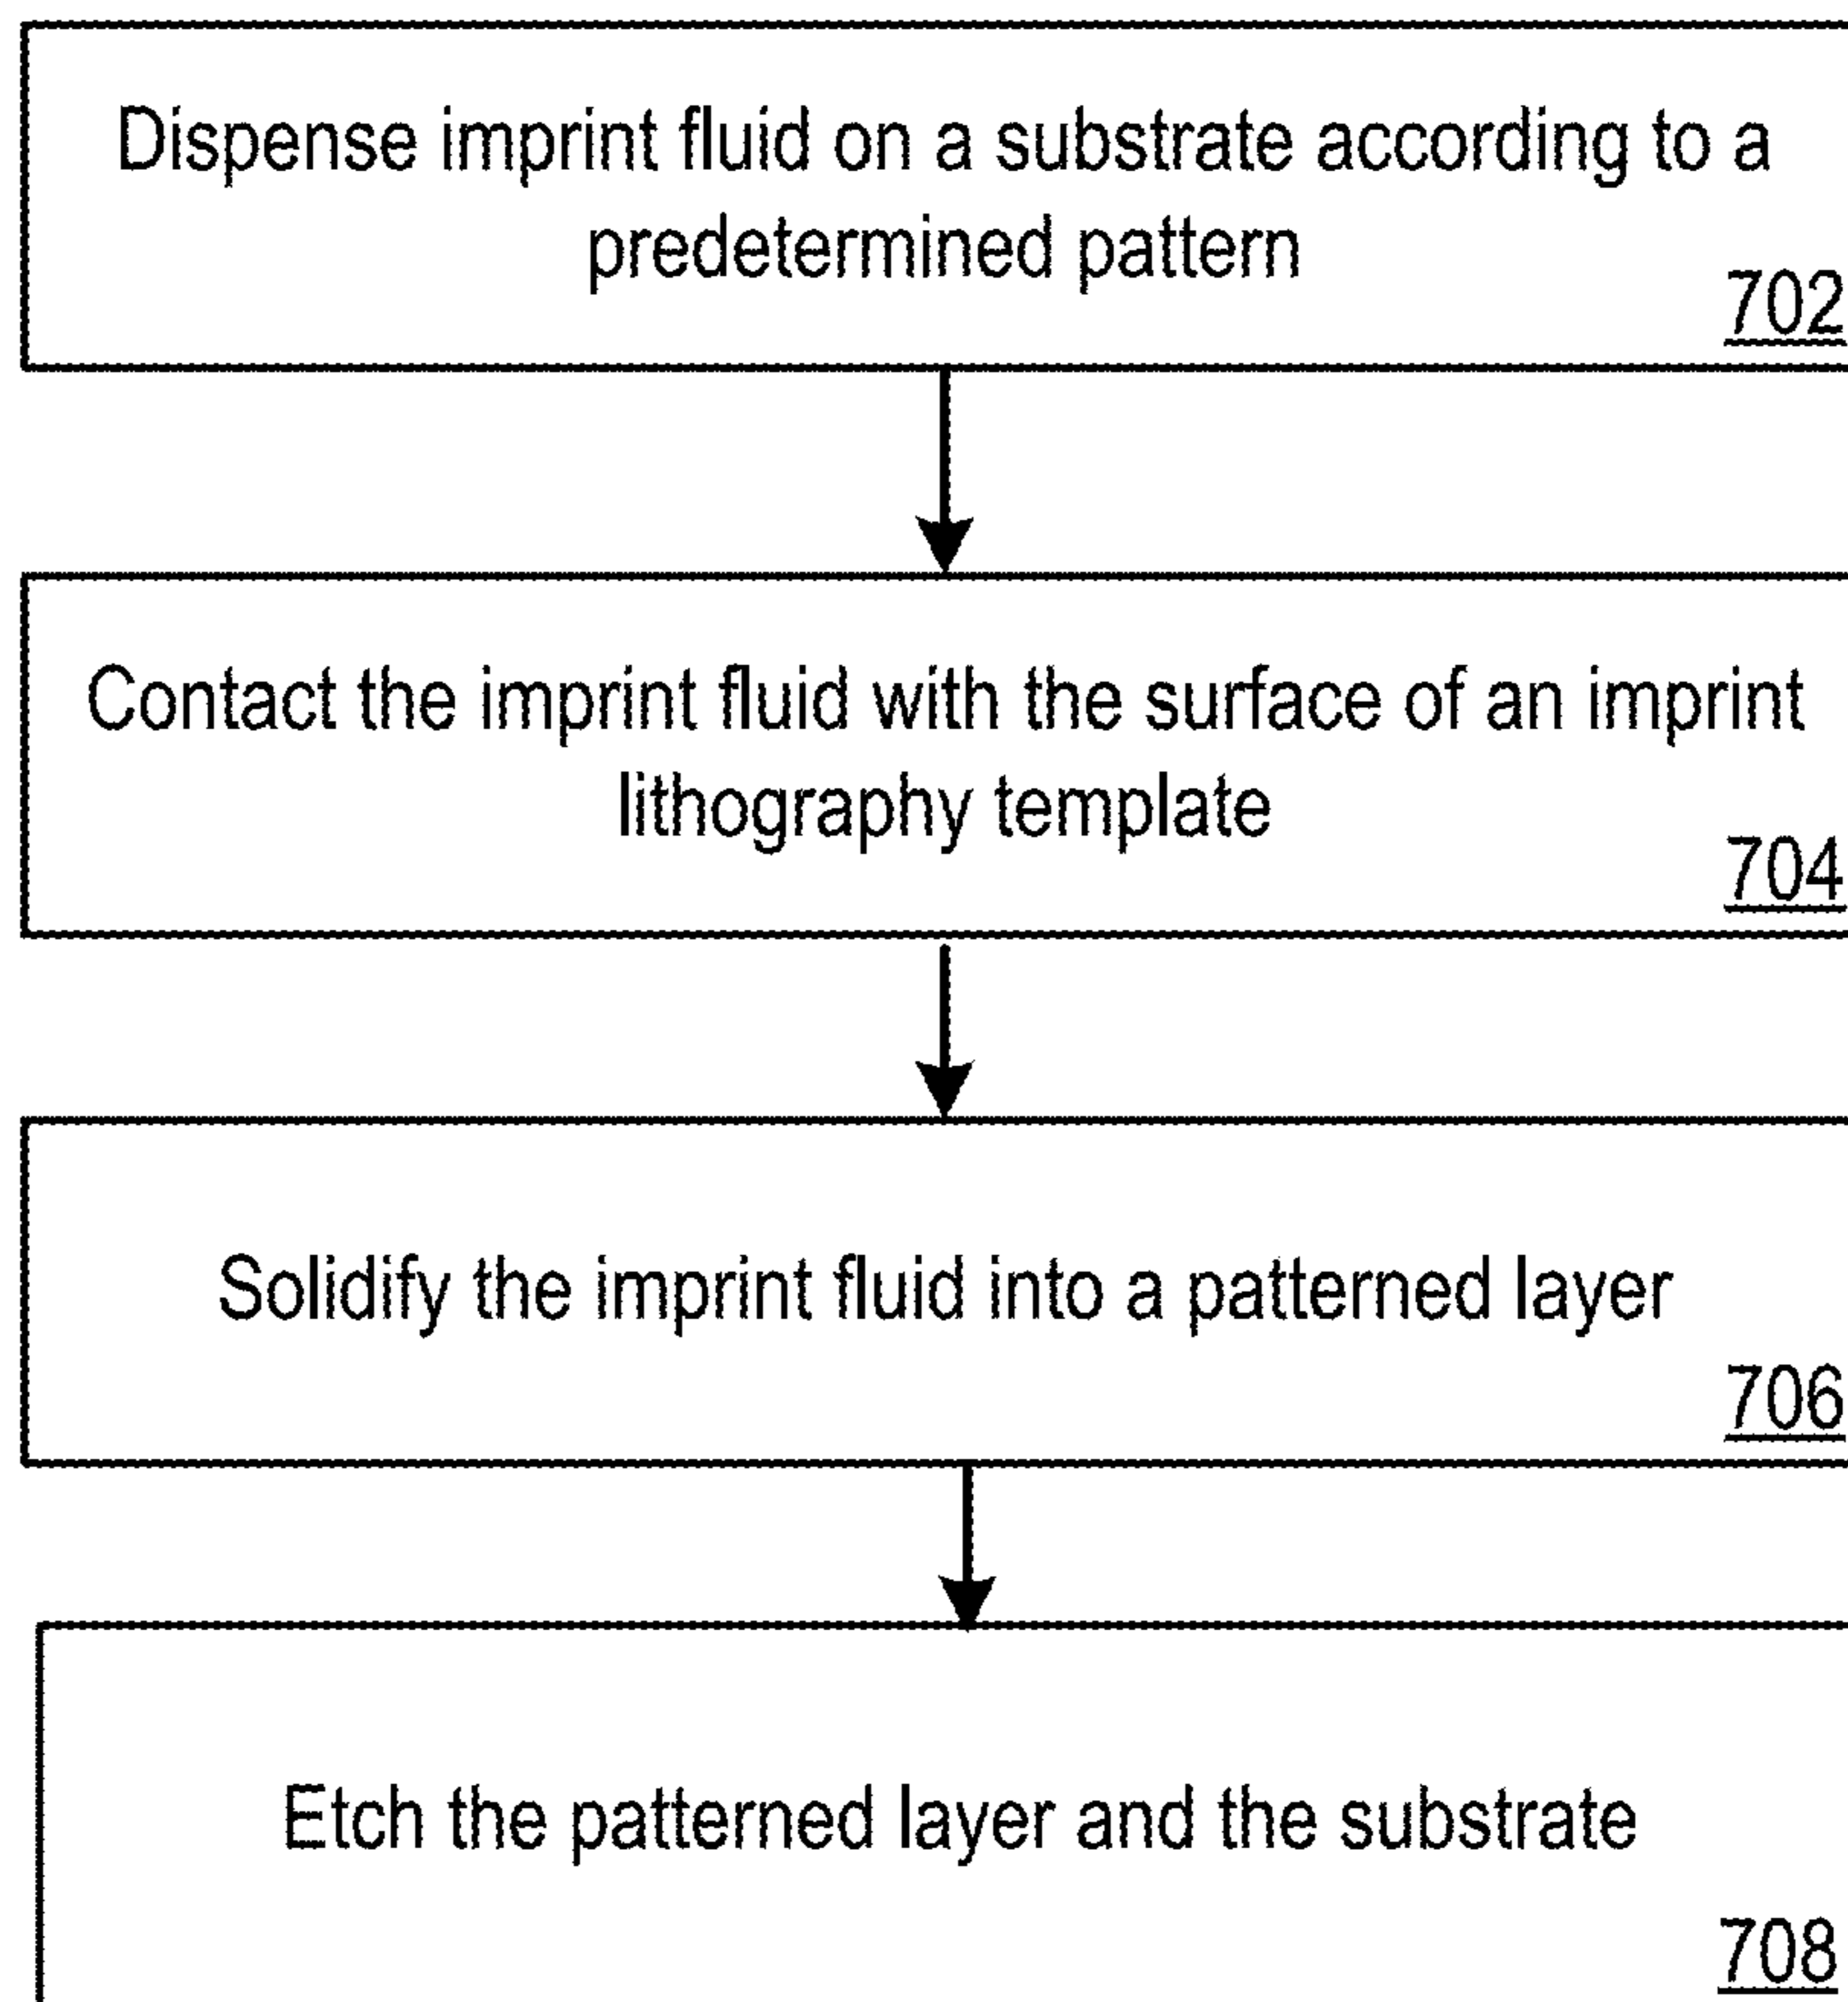 Dispense imprint fluid on a substrate according to a
predetermined pattern
702
Contact the imprint fluid with the surface of an imprint
lithography template
704
Solidify the imprint fluid into a patterned layer
706
Etch the patterned layer and the substrate
708